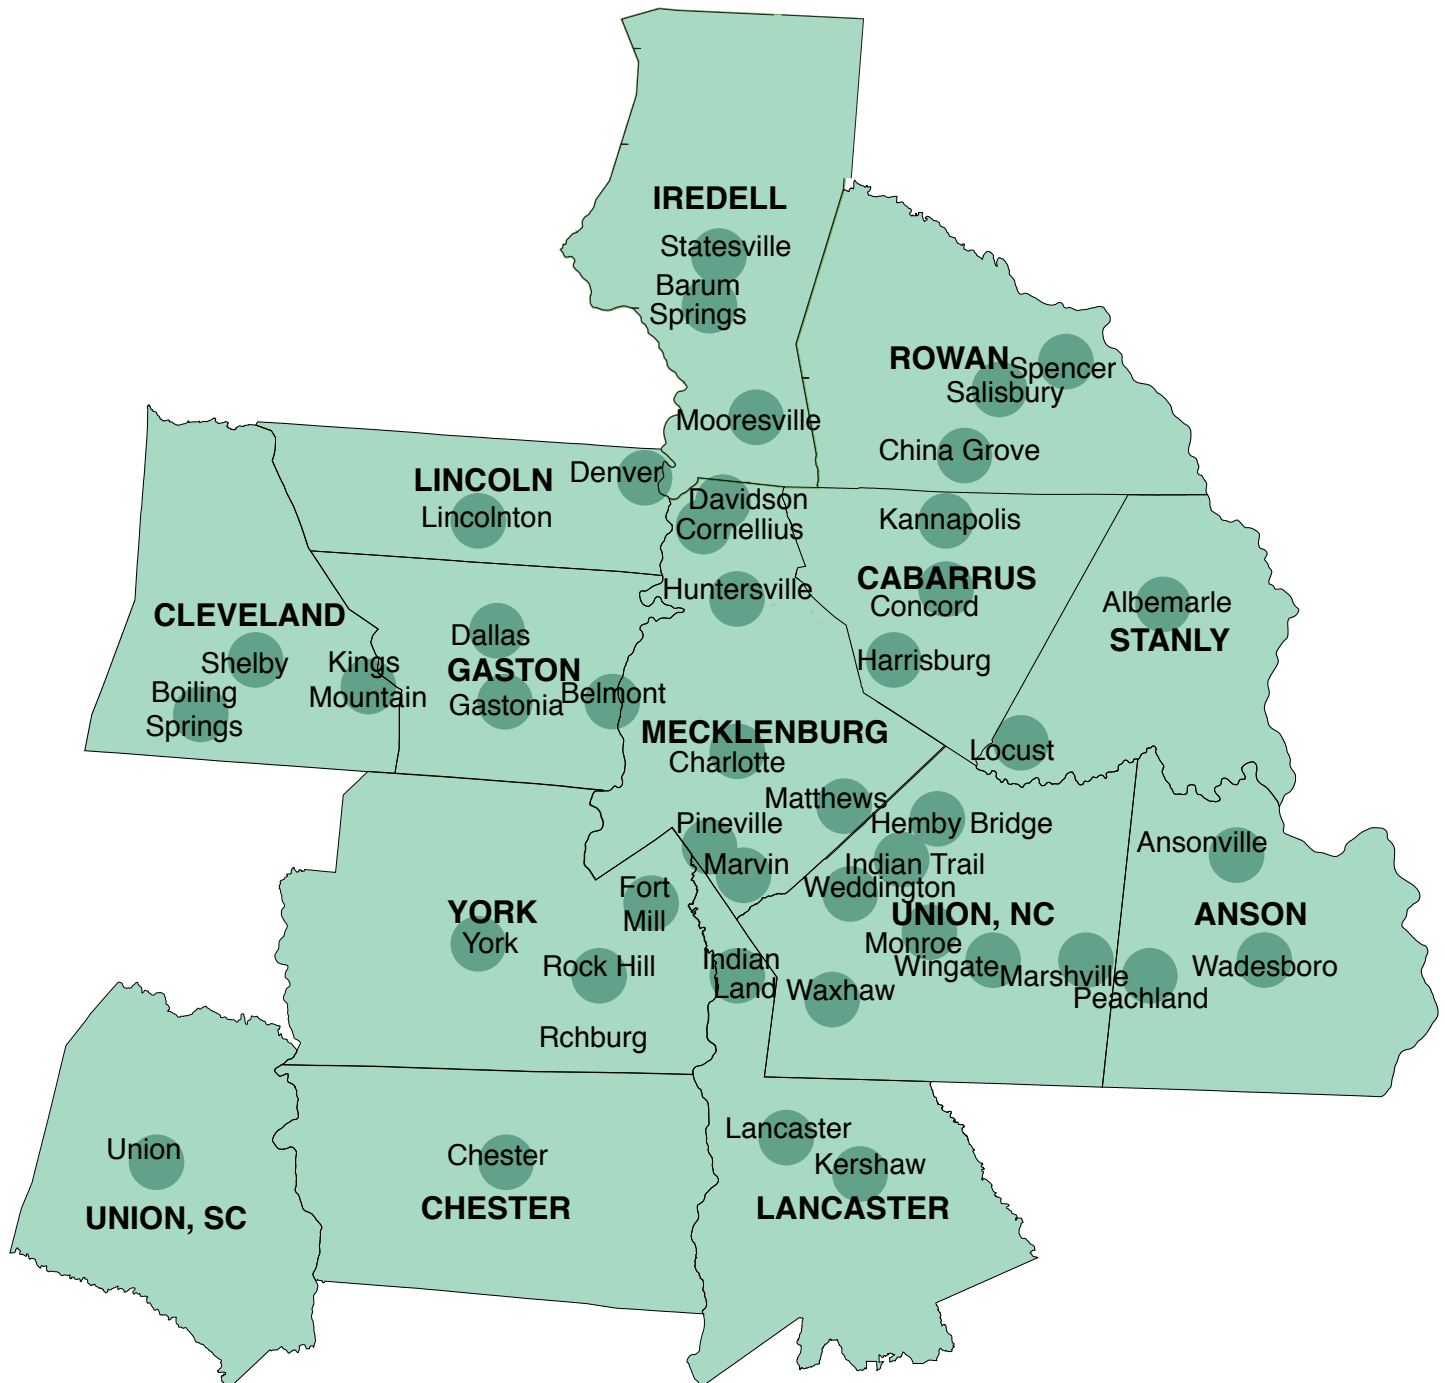 IREDELL
Statesville
Barum
Springs
ROWAN
Spencer
Salisbury
Mooresville
China Grove
LINCOLN
Denver
Lincolnton
Davidson
Cornellius
Kannapolis
CABARRUS
Concord
Huntersville
Albemarle
STANLY
CLEVELAND
Shelby
Boiling
Springs
Kings
Mountain
Dallas
GASTON
Gastonia
Belmont
Harrisburg
MECKLENBURG
Charlotte
Locust
Matthews
Pineville
Marvin
Hemby Bridge
Indian Trail
Weddington
UNION, NC
Monroe
Wingate
Marshville
Peachland
Ansonville
ANSON
Wadesboro
YORK
York
Fort
Mill
Rock Hill
Rchburg
Indian
Land
Waxhaw
Union
UNION, SC
Chester
CHESTER
Lancaster
Kershaw
LANCASTER